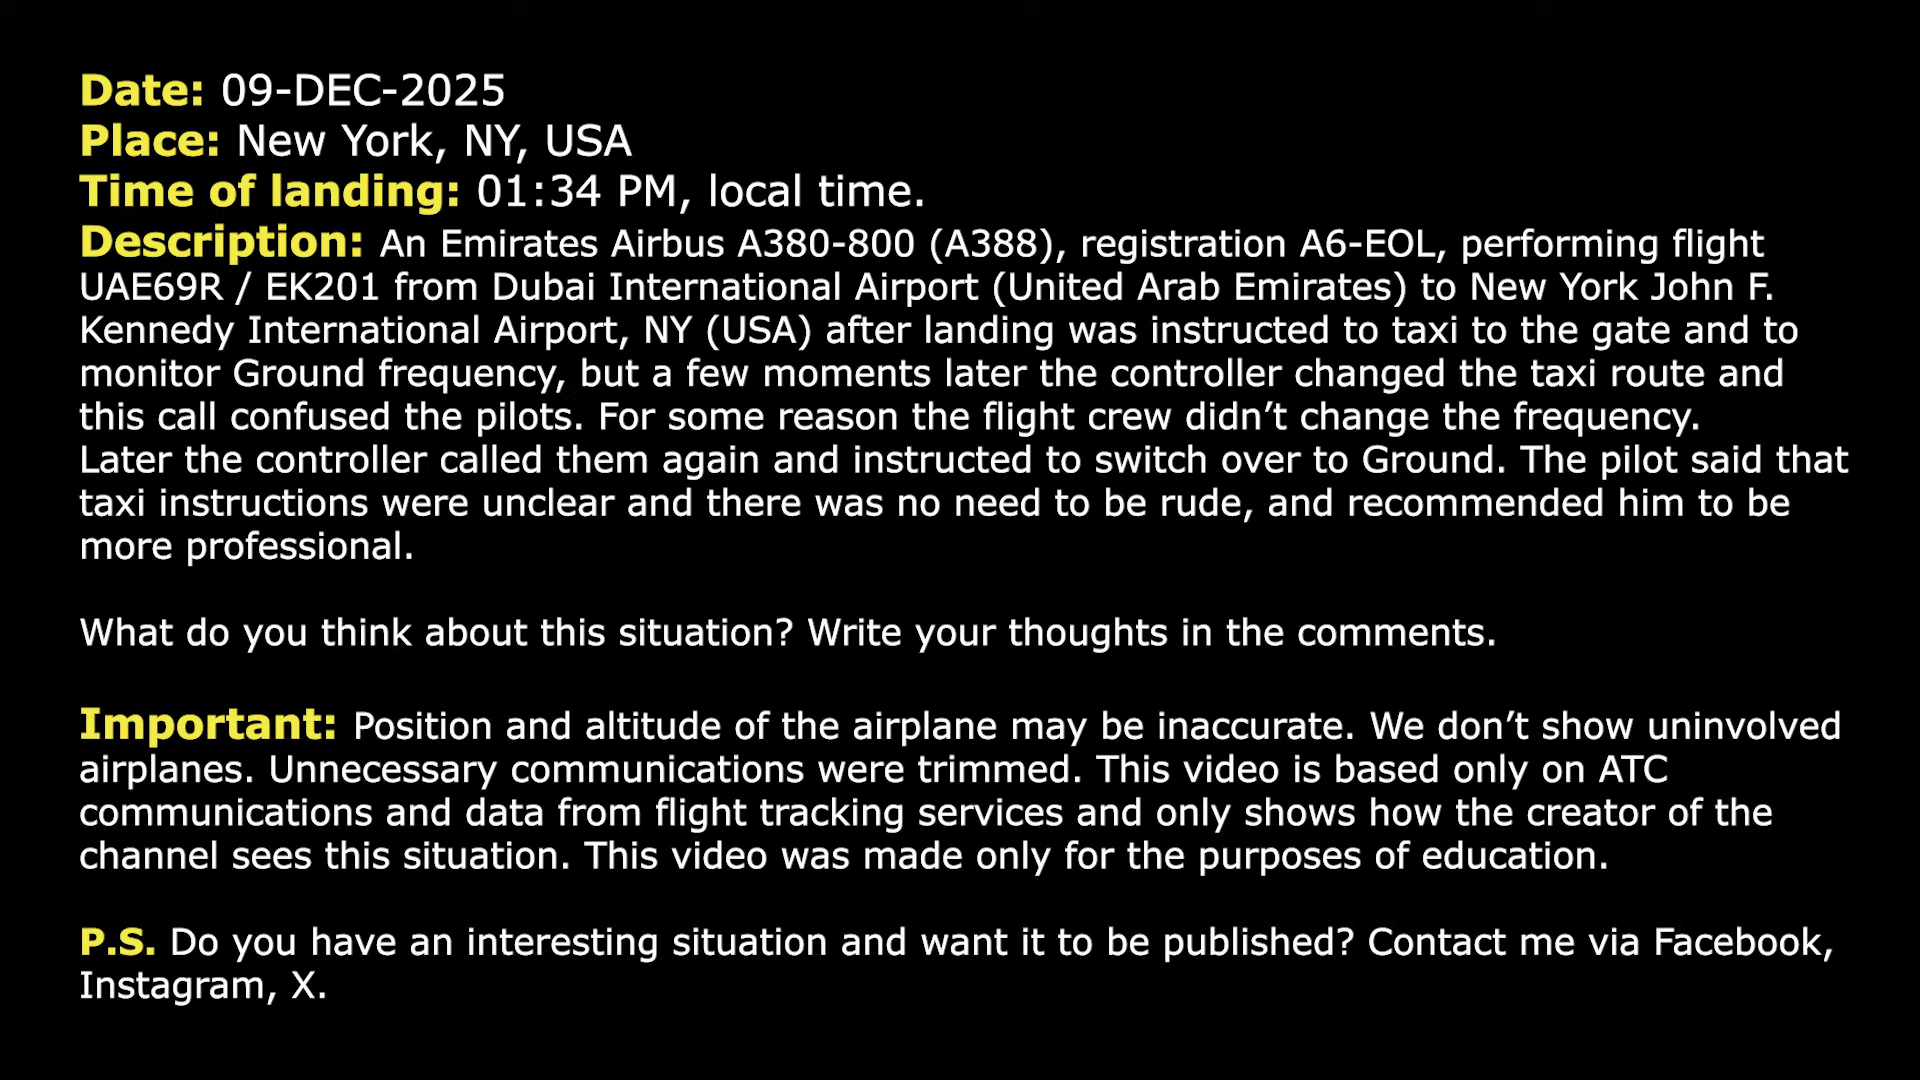 Date: 09-DEC-2025
Place: New York, NY, USA
Time of landing: 01:34 PM, local time.
Description: An Emirates Airbus A380-800 (A388), registration A6-EOL, performing flight
UAE69R / EK201 from Dubai International Airport (United Arab Emirates) to New York John F.
Kennedy International Airport, NY (USA) after landing was instructed to taxi to the gate and to
monitor Ground frequency, but a few moments later the controller changed the taxi route and
this call confused the pilots. For some reason the flight crew didn’t change the frequency.
Later the controller called them again and instructed to switch over to Ground. The pilot said that
taxi instructions were unclear and there was no need to be rude, and recommended him to be
more professional.
What do you think about this situation? Write your thoughts in the comments.
Important: Position and altitude of the airplane may be inaccurate. We don’t show uninvolved
airplanes. Unnecessary communications were trimmed. This video is based only on ATC
communications and data from flight tracking services and only shows how the creator of the
channel sees this situation. This video was made only for the purposes of education.
P.S. Do you have an interesting situation and want it to be published? Contact me via Facebook,
Instagram, X.